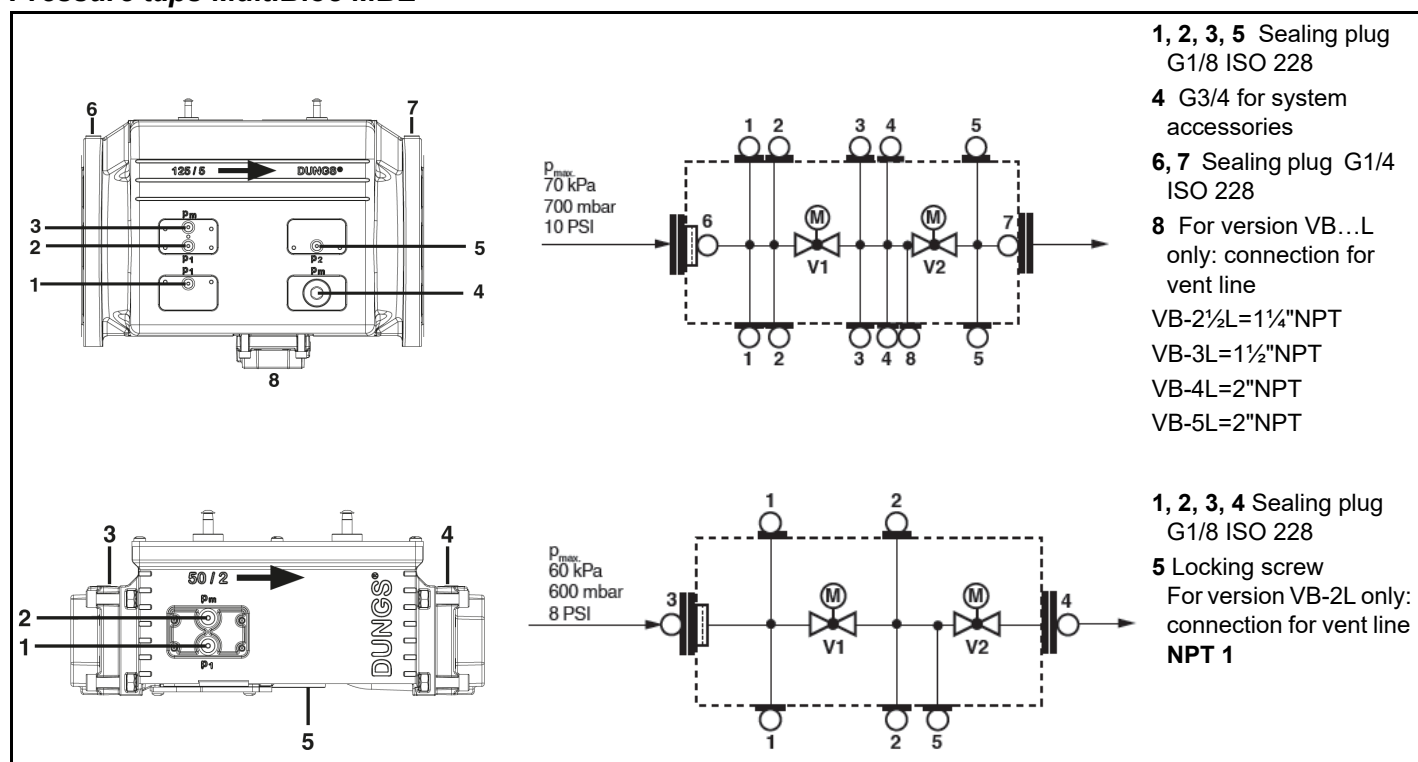 6
7
125 / 5
DUNGS®
Pm
3
2
P1
P1
1
P2
Pm
5
4
8
pmax.
70 kPa
700 mbar
10 PSI
1 2 3 4 5
6
M
V1
M
V2
7
1 2 3 4 8 5
1, 2, 3, 5 Sealing plug
G1/8 ISO 228
4 G3/4 for system
accessories
6, 7 Sealing plug G1/4
ISO 228
8 For version VB…L
only: connection for
vent line
VB-2½L=1¼"NPT
VB-3L=1½"NPT
VB-4L=2"NPT
VB-5L=2"NPT
3
4
50 / 2
DUNGS®
Pm
2
1
P1
5
pmax.
60 kPa
600 mbar
8 PSI
1 2
3
M
V1
M
V2
4
1 2 5
1, 2, 3, 4 Sealing plug
G1/8 ISO 228
5 Locking screw
For version VB-2L only:
connection for vent line
NPT 1